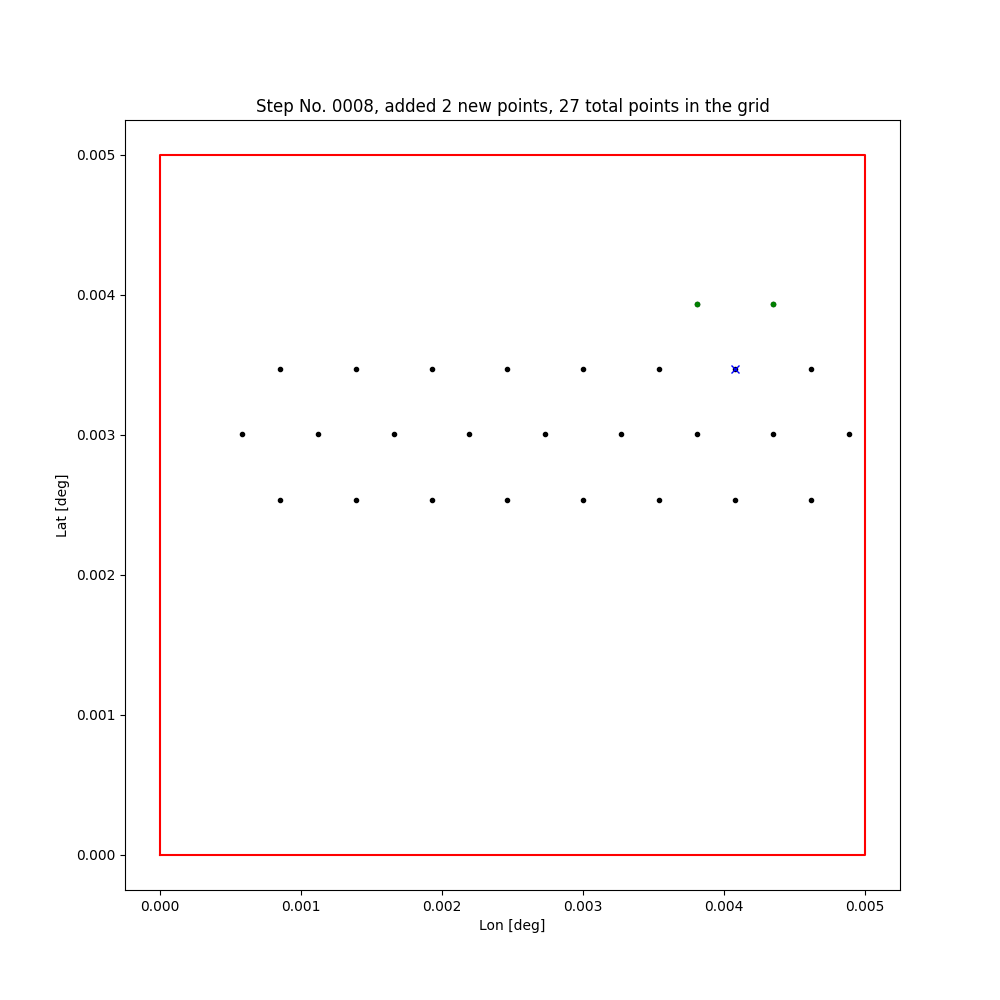 Step No. 0008, added 2 new points, 27 total points in the grid
0.005
0.004
0.003
0.002
0.001
0.000
Lat [deg]
0.000 0.001 0.002 0.003 0.004 0.005
Lon [deg]